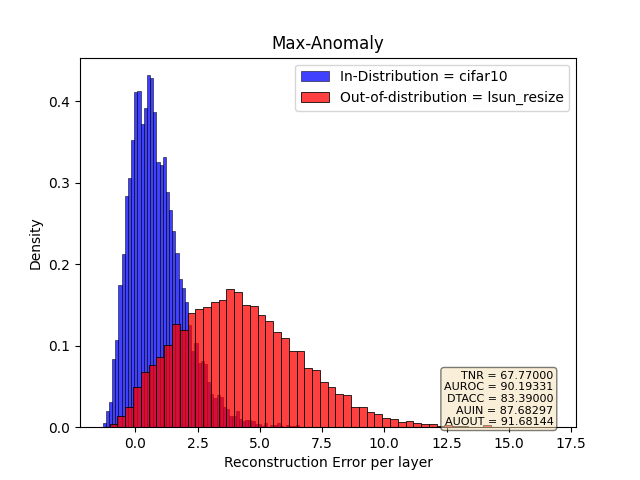 Max-Anomaly
In-Distribution = cifar10
Out-of-distribution = lsun_resize
Density
0.4
0.3
0.2
0.1
0.0
TNR = 67.77000
AUROC = 90.19331
DTACC = 83.39000
AUIN = 87.68297
AUOUT = 91.68144
0.0 2.5 5.0 7.5 10.0 12.5 15.0 17.5
Reconstruction Error per layer